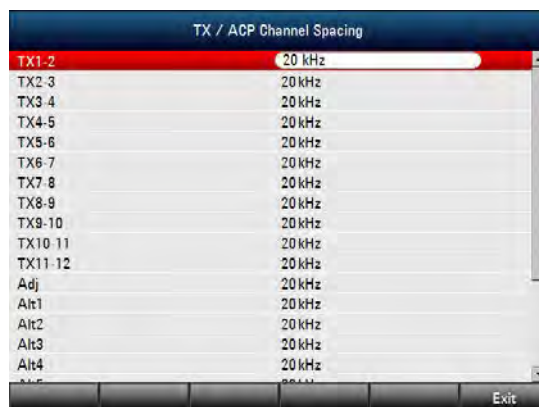 TX / ACP Channel Spacing
TX1-2 20 kHz
TX2-3 20 kHz
TX3-4 20 kHz
TX4-5 20 kHz
TX5-6 20 kHz
TX6-7 20 kHz
TX7-8 20 kHz
TX8-9 20 kHz
TX9-10 20 kHz
TX10-11 20 kHz
TX11-12 20 kHz
Adj 20 kHz
Alt1 20 kHz
Alt2 20 kHz
Alt3 20 kHz
Alt4 20 kHz
Exit